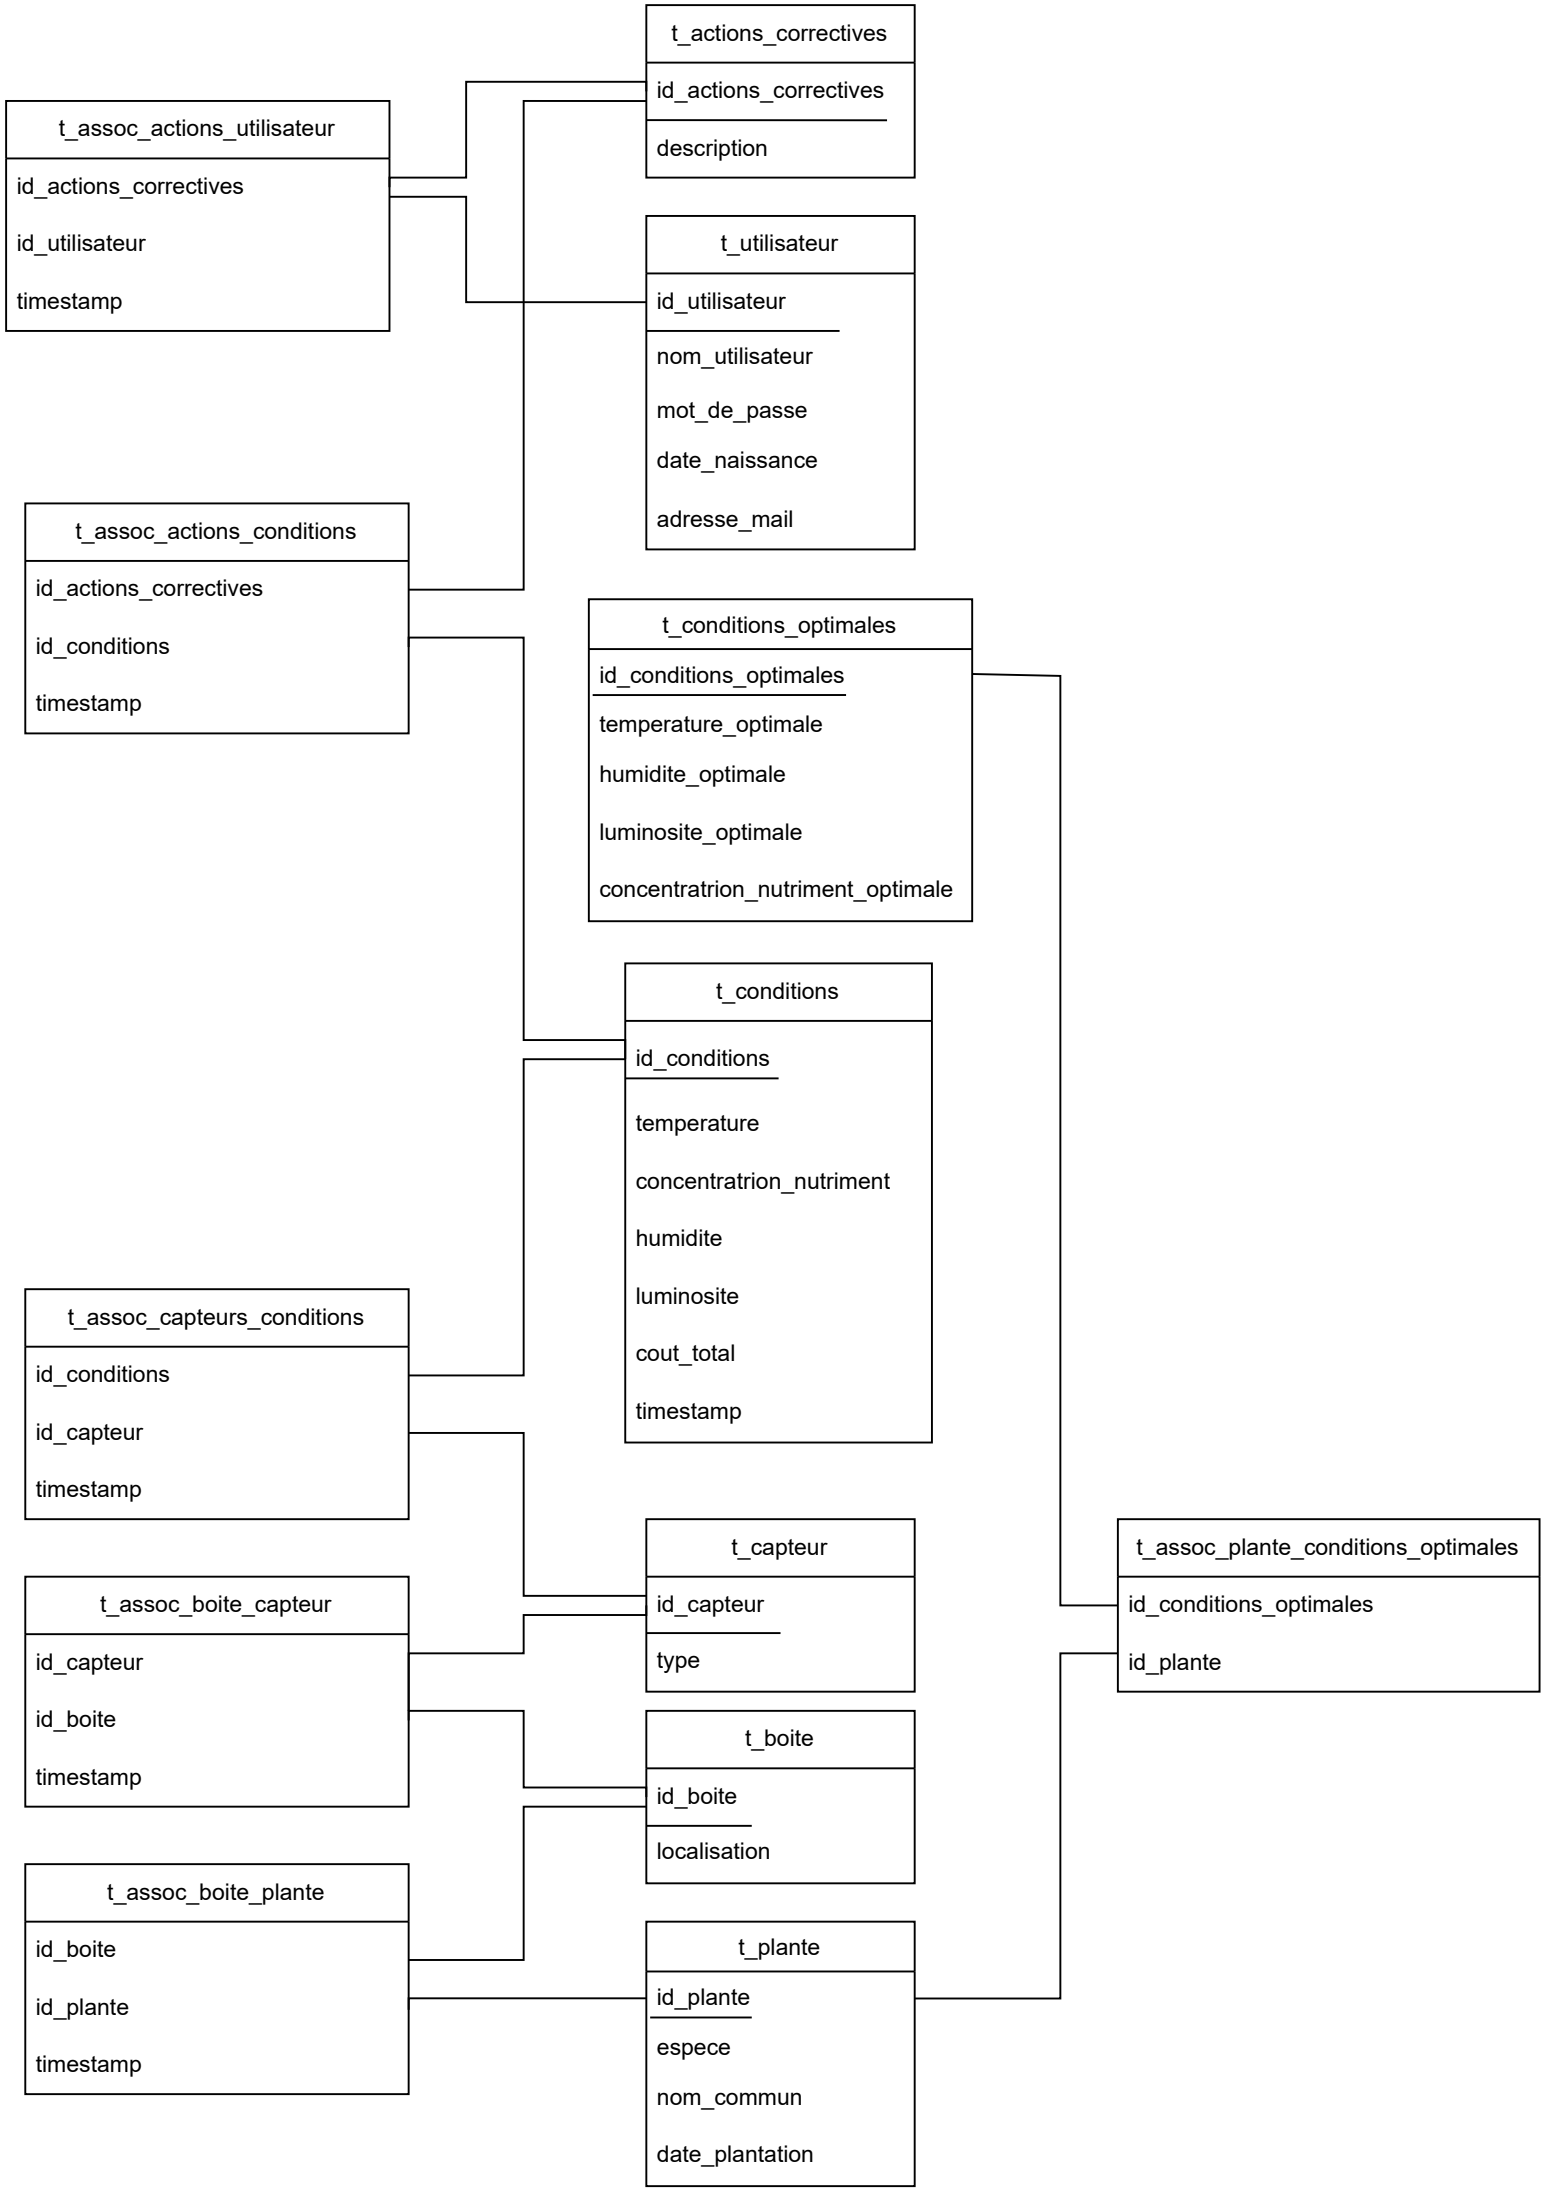 t_actions_correctives
id_actions_correctives
description
t_assoc_actions_utilisateur
id_actions_correctives
id_utilisateur
timestamp
t_utilisateur
id_utilisateur
nom_utilisateur
mot_de_passe
date_naissance
adresse_mail
t_assoc_actions_conditions
id_actions_correctives
id_conditions
timestamp
t_conditions_optimales
id_conditions_optimales
temperature_optimale
humidite_optimale
luminosite_optimale
concentratrion_nutriment_optimale
t_conditions
id_conditions
temperature
concentratrion_nutriment
humidite
luminosite
cout_total
timestamp
t_assoc_capteurs_conditions
id_conditions
id_capteur
timestamp
t_capteur
id_capteur
type
t_assoc_plante_conditions_optimales
id_conditions_optimales
id_plante
t_assoc_boite_capteur
id_capteur
id_boite
timestamp
t_boite
id_boite
localisation
t_assoc_boite_plante
id_boite
id_plante
timestamp
t_plante
id_plante
espece
nom_commun
date_plantation